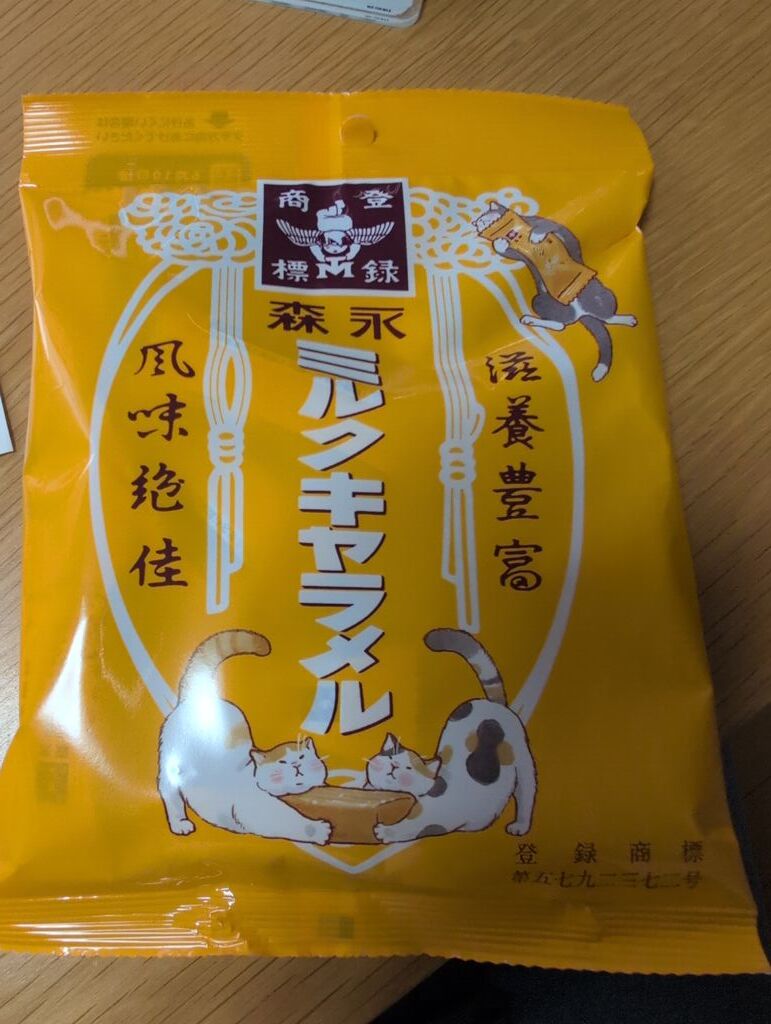 登録
商標
森永
ミルクキャラメル
滋養豊富
風味絶佳
登録商標
第五七九二三七二号